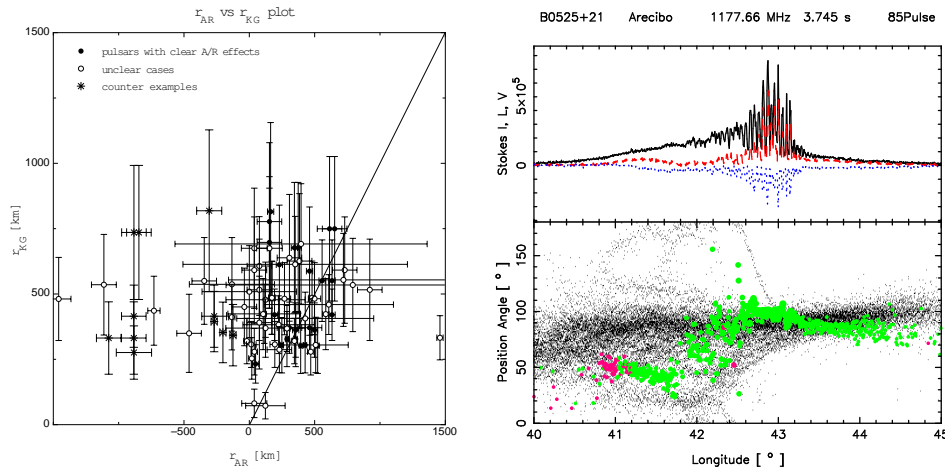 r_AR vs r_KG plot
1500
1000
500
0
r_KG [km]
pulsars with clear A/R effects
unclear cases
counter examples
−500
0
500
1000
1500
r_AR [km]
B0525+21 Arecibo 1177.66 MHz 3.745 s 85Pulse
Stokes I, L, V
5×10⁵
0
Position Angle [ ° ]
150
100
50
0
40
41
42
43
44
45
Longitude [ ° ]